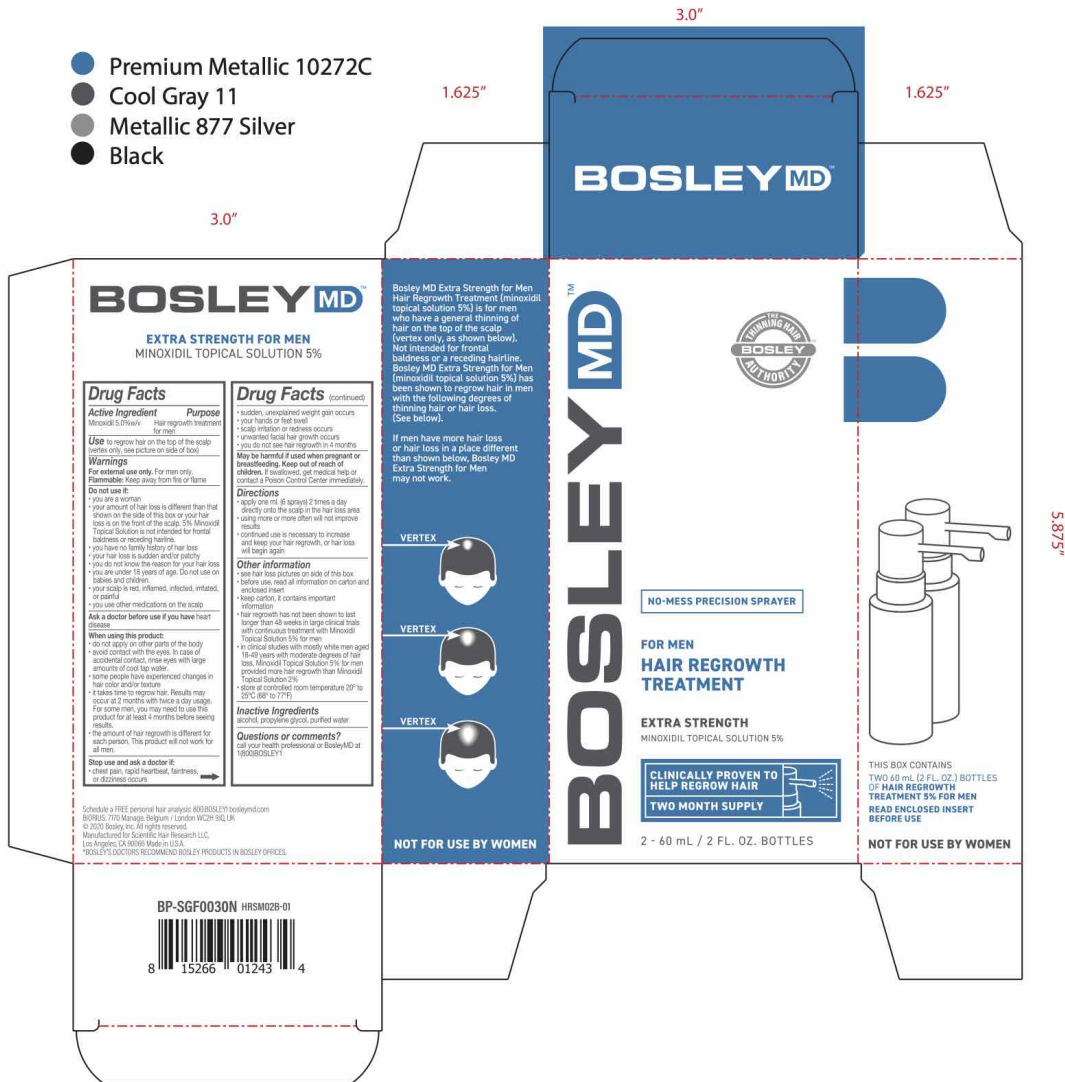 Premium Metallic 10272C
Cool Gray 11
Metallic 877 Silver
Black
3.0”
1.625”
1.625”
3.0”
5.875”
BOSLEY MD™
BOSLEY MD™
EXTRA STRENGTH FOR MEN
MINOXIDIL TOPICAL SOLUTION 5%
Drug Facts
Active Ingredient Purpose
Minoxidil 5.0%w/v Hair regrowth treatment
for men
Use to regrow hair on the top of the scalp
(vertex only, see picture on side of box)
Warnings
For external use only. For men only.
Flammable: Keep away from fire or flame
Do not use if:
• you are a woman
• your amount of hair loss is different than that
shown on the side of this box or your hair
loss is on the front of the scalp. 5% Minoxidil
Topical Solution is not intended for frontal
baldness or receding hairline.
• you have no family history of hair loss
• your hair loss is sudden and/or patchy
• you do not know the reason for your hair loss
• you are under 18 years of age. Do not use on
babies and children.
• your scalp is red, inflamed, infected, irritated,
or painful
• you use other medications on the scalp
Ask a doctor before use if you have heart
disease
When using this product:
• do not apply on other parts of the body
• avoid contact with the eyes. In case of
accidental contact, rinse eyes with large
amounts of cool tap water.
• some people have experienced changes in
hair color and/or texture
• it takes time to regrow hair. Results may
occur at 2 months with twice a day usage.
For some men, you may need to use this
product for at least 4 months before seeing
results.
• the amount of hair regrowth is different for
each person. This product will not work for
all men.
Stop use and ask a doctor if:
• chest pain, rapid heartbeat, faintness,
or dizziness occurs
Drug Facts (continued)
• sudden, unexplained weight gain occurs
• your hands or feet swell
• scalp irritation or redness occurs
• unwanted facial hair growth occurs
• you do not see hair regrowth in 4 months
May be harmful if used when pregnant or
breastfeeding. Keep out of reach of
children. If swallowed, get medical help or
contact a Poison Control Center immediately.
Directions
• apply one mL (6 sprays) 2 times a day
directly onto the scalp in the hair loss area
• using more or more often will not improve
results
• continued use is necessary to increase
and keep your hair regrowth, or hair loss
will begin again
Other information
• see hair loss pictures on side of this box
• before use, read all information on carton and
enclosed insert
• keep carton, it contains important
information
• hair regrowth has not been shown to last
longer than 48 weeks in large clinical trials
with continuous treatment with Minoxidil
Topical Solution 5% for men
• in clinical studies with mostly white men aged
18-49 years with moderate degrees of hair
loss, Minoxidil Topical Solution 5% for men
provided more hair regrowth than Minoxidil
Topical Solution 2%
• store at controlled room temperature 20° to
25°C (68° to 77°F)
Inactive Ingredients
alcohol, propylene glycol, purified water
Questions or comments?
call your health professional or BosleyMD at
1(800)BOSLEY1
Schedule a FREE personal hair analysis: 800.BOSLEY1 bosleymd.com
BIORIUS: 7170 Manage, Belgium / London WC2H 9JQ, UK
© 2020 Bosley, Inc. All rights reserved.
Manufactured for Scientific Hair Research LLC,
Los Angeles, CA 90066 Made in U.S.A.
*BOSLEY'S DOCTORS RECOMMEND BOSLEY PRODUCTS IN BOSLEY OFFICES.
Bosley MD Extra Strength for Men
Hair Regrowth Treatment (minoxidil
topical solution 5%) is for men
who have a general thinning of
hair on the top of the scalp
(vertex only, as shown below).
Not intended for frontal
baldness or a receding hairline.
Bosley MD Extra Strength for Men
(minoxidil topical solution 5%) has
been shown to regrow hair in men
with the following degrees of
thinning hair or hair loss.
(See below).
If men have more hair loss
or hair loss in a place different
than shown below, Bosley MD
Extra Strength for Men
may not work.
VERTEX
VERTEX
VERTEX
NOT FOR USE BY WOMEN
BOSLEY MD™
THE
THINNING HAIR
BOSLEY
AUTHORITY
NO-MESS PRECISION SPRAYER
FOR MEN
HAIR REGROWTH
TREATMENT
EXTRA STRENGTH
MINOXIDIL TOPICAL SOLUTION 5%
CLINICALLY PROVEN TO
HELP REGROW HAIR
TWO MONTH SUPPLY
2 - 60 mL / 2 FL. OZ. BOTTLES
THIS BOX CONTAINS
TWO 60 mL (2 FL. OZ.) BOTTLES
OF HAIR REGROWTH
TREATMENT 5% FOR MEN
READ ENCLOSED INSERT
BEFORE USE
NOT FOR USE BY WOMEN
BP-SGF0030N HRSM02B-01
8 15266 01243 4